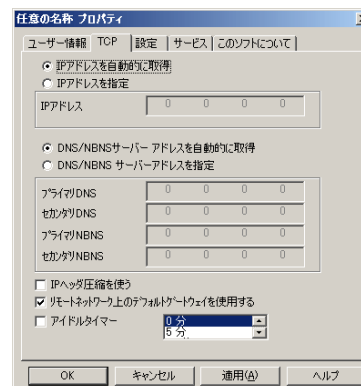 任意の名称 プロパティ
ユーザー情報 TCP 設定 サービス このソフトについて
IPアドレスを自動的に取得
IPアドレスを指定
IPアドレス 0 0 0 0
DNS/NBNSサーバー アドレスを自動的に取得
DNS/NBNS サーバーアドレスを指定
プライマリDNS 0 0 0 0
セカンダリDNS 0 0 0 0
プライマリNBNS 0 0 0 0
セカンダリNBNS 0 0 0 0
IPヘッダ圧縮を使う
リモートネットワーク上のデフォルトゲートウェイを使用する
アイドルタイマー 0 分
5 分
OK キャンセル 適用(A) ヘルプ